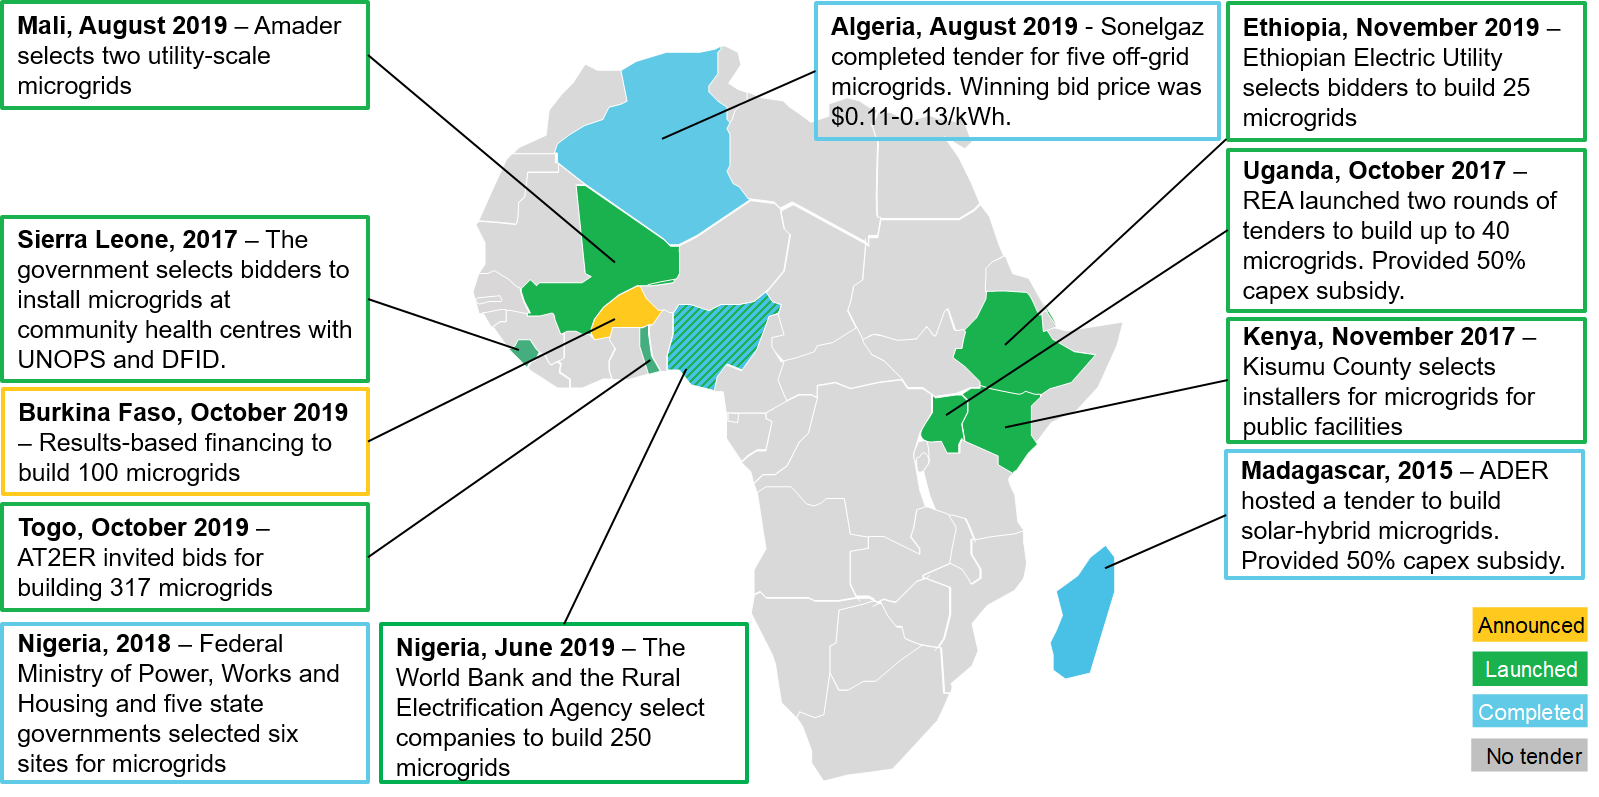 Mali, August 2019 – Amader
selects two utility-scale
microgrids
Algeria, August 2019 - Sonelgaz
completed tender for five off-grid
microgrids. Winning bid price was
$0.11-0.13/kWh.
Ethiopia, November 2019 –
Ethiopian Electric Utility
selects bidders to build 25
microgrids
Uganda, October 2017 –
REA launched two rounds of
tenders to build up to 40
microgrids. Provided 50%
capex subsidy.
Sierra Leone, 2017 – The
government selects bidders to
install microgrids at
community health centres with
UNOPS and DFID.
Kenya, November 2017 –
Kisumu County selects
installers for microgrids for
public facilities
Burkina Faso, October 2019
– Results-based financing to
build 100 microgrids
Madagascar, 2015 – ADER
hosted a tender to build
solar-hybrid microgrids.
Provided 50% capex subsidy.
Togo, October 2019 –
AT2ER invited bids for
building 317 microgrids
Nigeria, 2018 – Federal
Ministry of Power, Works and
Housing and five state
governments selected six
sites for microgrids
Nigeria, June 2019 – The
World Bank and the Rural
Electrification Agency select
companies to build 250
microgrids
Announced
Launched
Completed
No tender